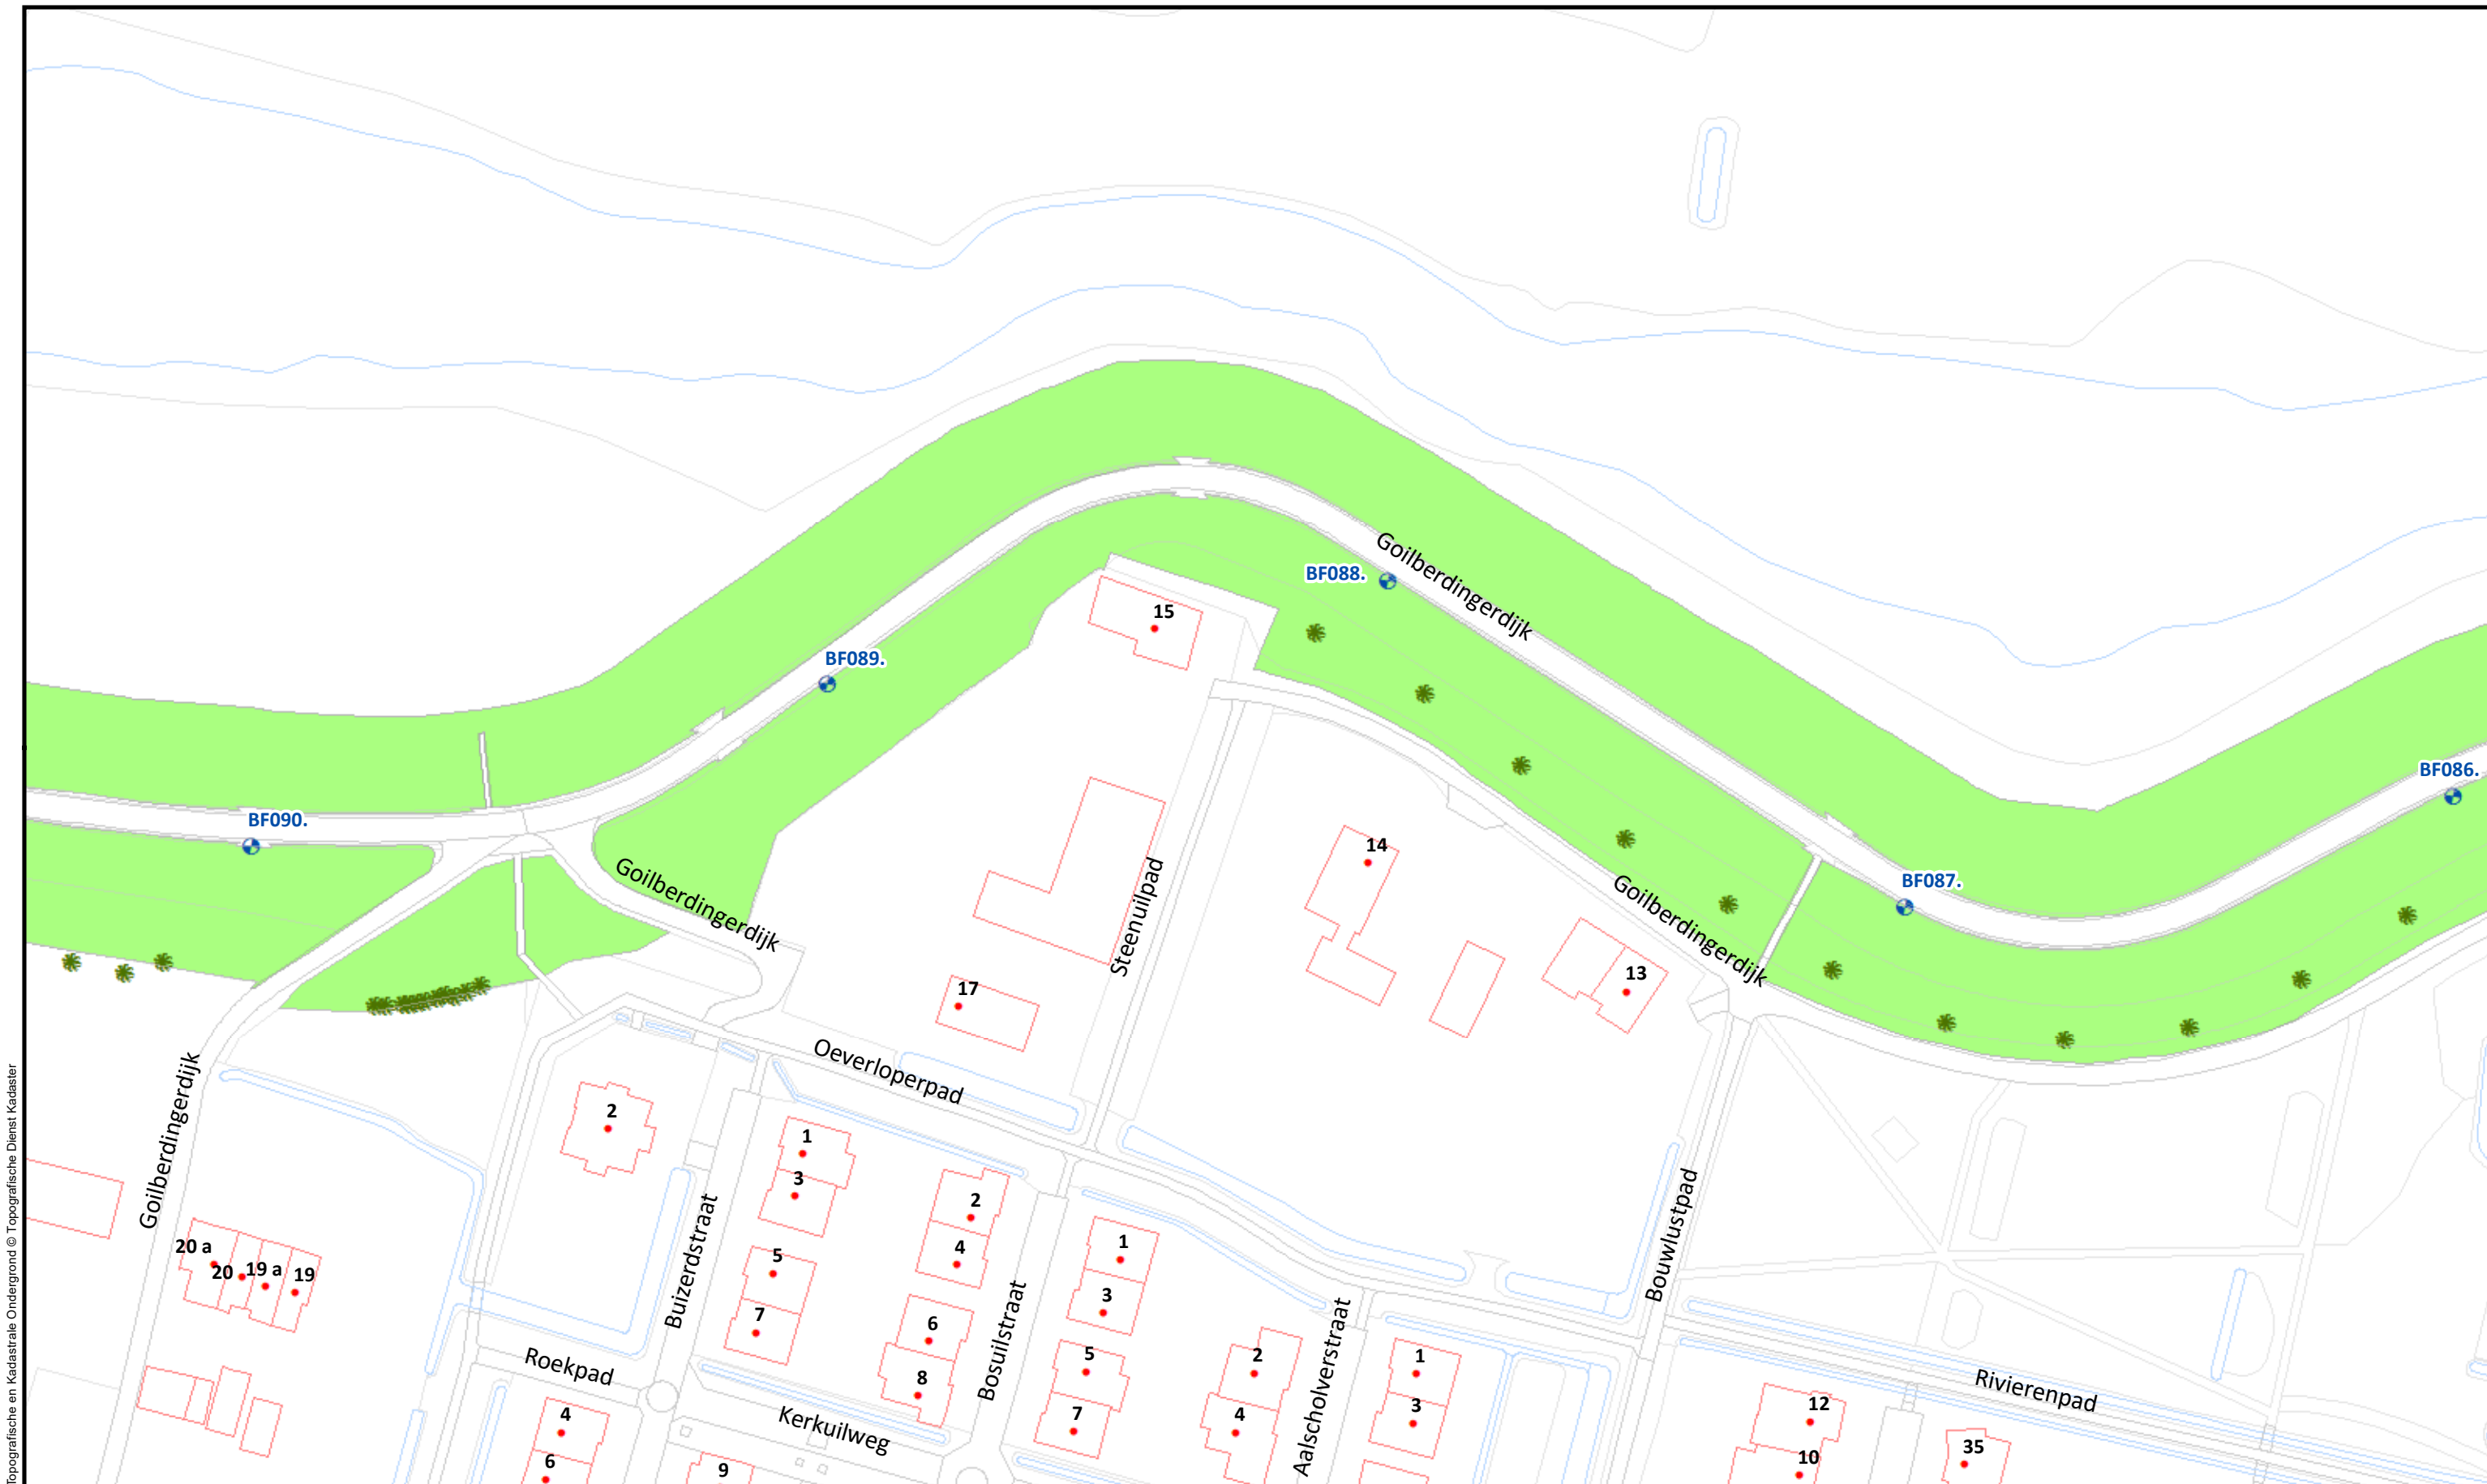 Goilberdingerdijk
BF088.
15
BF089.
BF086.
BF090.
14
Goilberdingerdijk
BF087.
Goilberdingerdijk
Steenuilpad
13
17
Oeverloperpad
Goilberdingerdijk
2
1
3
2
Buizerdstraat
Bouwlustpad
20 a
20
19 a
19
5
4
1
7
6
Bosuilstraat
3
Aalscholverstraat
Roekpad
8
5
2
1
Rivierenpad
4
Kerkuilweg
7
4
3
12
6
9
10
35
Topografische en Kadastrale Ondergrond © Topografische Dienst Kadaster